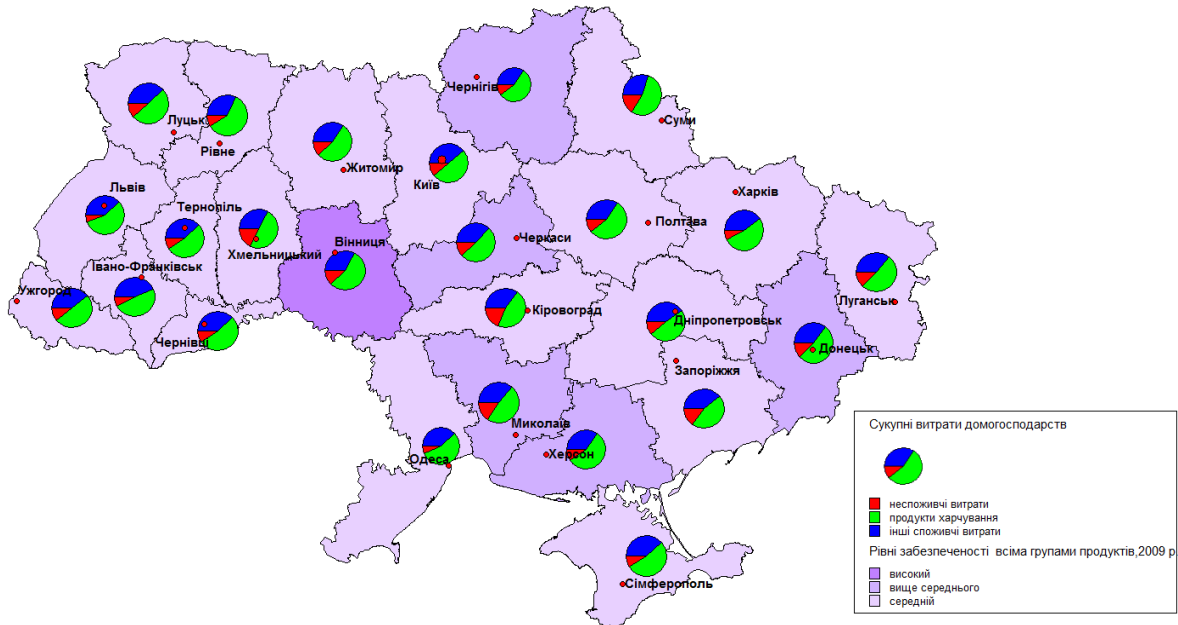 Чернігів
Суми
Луцьк
Рівне
Житомир
Київ
Харків
Львів
Тернопіль
Полтава
Хмельницький
Вінниця
Черкаси
Івано-Франківськ
Ужгород
Луганськ
Кіровоград
Дніпропетровськ
Чернівці
Донецьк
Запоріжжя
Миколаїв
Херсон
Одеса
Сімферополь
Сукупні витрати домогосподарств
неспоживчі витрати
продукти харчування
інші споживчі витрати
Рівні забезпеченості всіма групами продуктів,2009 р.
високий
вище середнього
середній